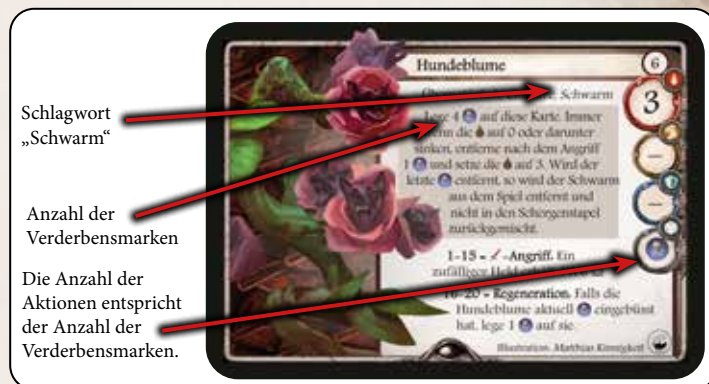 Schlagwort
„Schwarm“
Anzahl der
Verderbensmarken
Die Anzahl der
Aktionen entspricht
der Anzahl der
Verderbensmarken.
Hundeblume
6
Schwarm
3
Lege 4 auf diese Karte. Immer
die auf 0 oder darunter
sinken, entferne nach dem Angriff
1 und setze die auf 3. Wird der
letzte entfernt, so wird der Schwarm
aus dem Spiel entfernt und
nicht in den Schergenstapel
zurückgemischt.
–
–
1-15 = -Angriff. Ein
zufälliger Held
16-20 = Regeneration. Falls die
Hundeblume aktuell eingebüßt
hat, lege 1 auf sie.
Illustration: Matthias Kinnigkeit